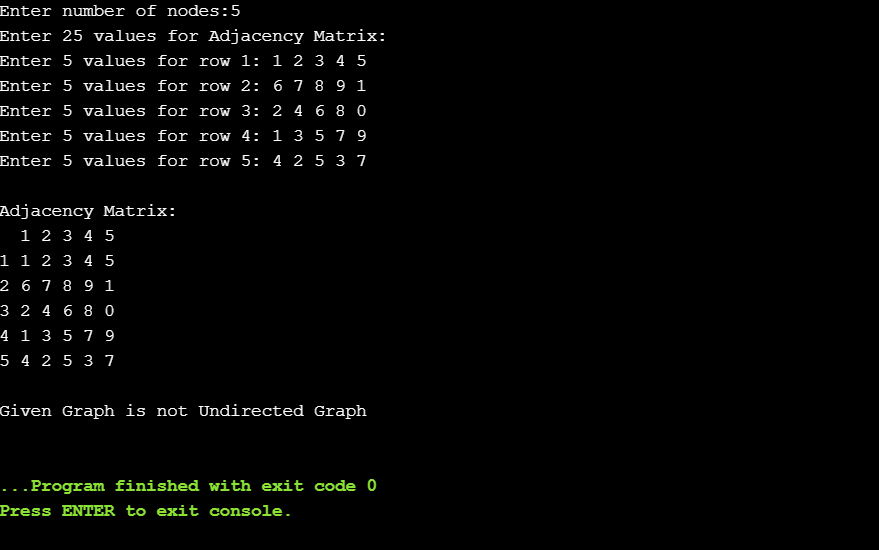 Enter number of nodes:5
Enter 25 values for Adjacency Matrix:
Enter 5 values for row 1: 1 2 3 4 5
Enter 5 values for row 2: 6 7 8 9 1
Enter 5 values for row 3: 2 4 6 8 0
Enter 5 values for row 4: 1 3 5 7 9
Enter 5 values for row 5: 4 2 5 3 7
Adjacency Matrix:
  1 2 3 4 5
1 1 2 3 4 5
2 6 7 8 9 1
3 2 4 6 8 0
4 1 3 5 7 9
5 4 2 5 3 7
Given Graph is not Undirected Graph
...Program finished with exit code 0
Press ENTER to exit console.